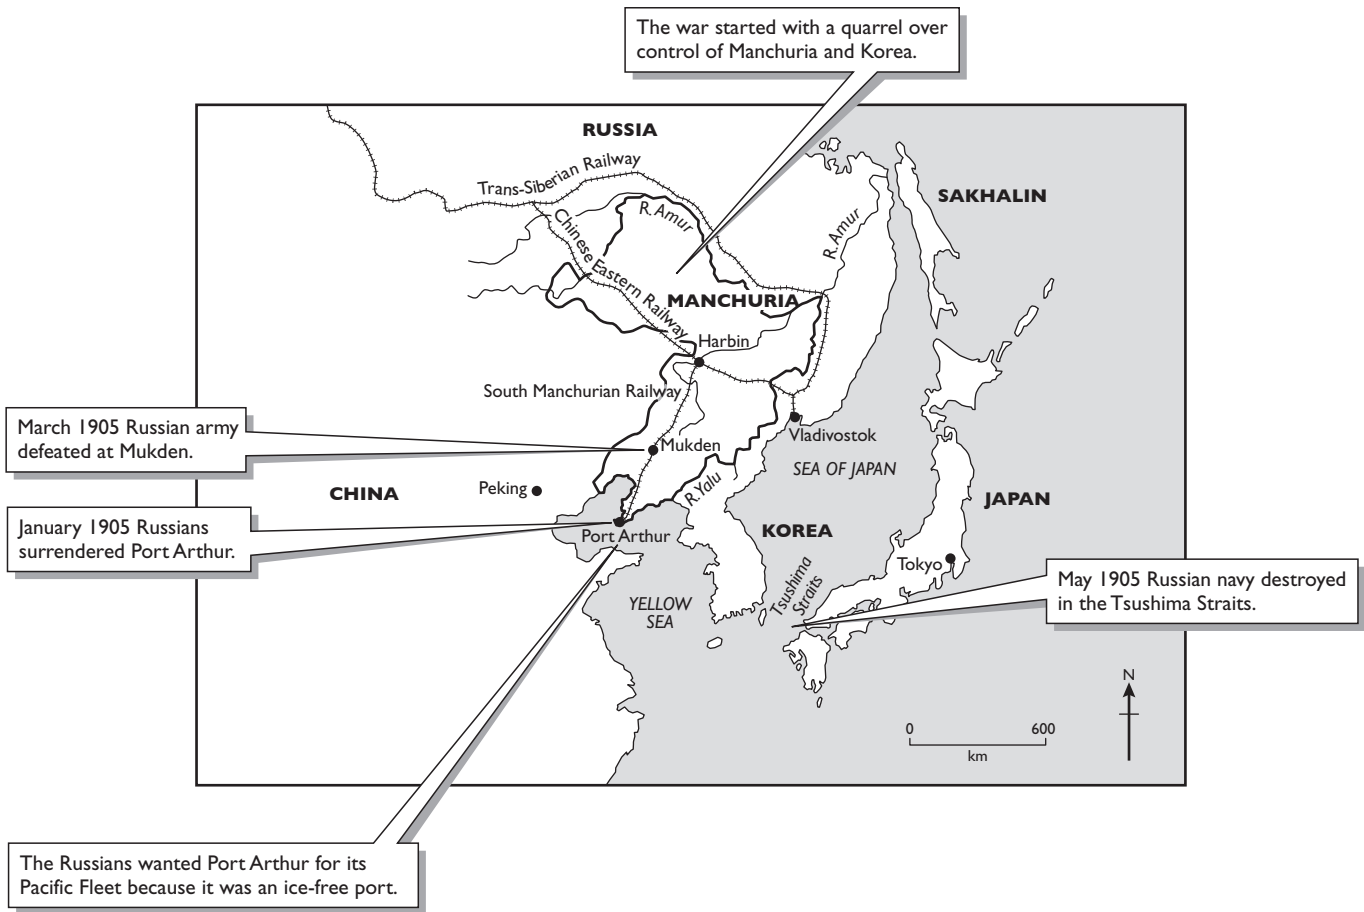 The war started with a quarrel over
control of Manchuria and Korea.
RUSSIA
Trans-Siberian Railway
SAKHALIN
R. Amur
R. Amur
Chinese Eastern Railway
MANCHURIA
Harbin
South Manchurian Railway
March 1905 Russian army
defeated at Mukden.
Vladivostok
Mukden
SEA OF JAPAN
CHINA
Peking
R. Yalu
JAPAN
January 1905 Russians
surrendered Port Arthur.
Port Arthur
KOREA
Tokyo
Tsushima
Straits
May 1905 Russian navy destroyed
in the Tsushima Straits.
YELLOW
SEA
N
0 600
km
The Russians wanted Port Arthur for its
Pacific Fleet because it was an ice-free port.